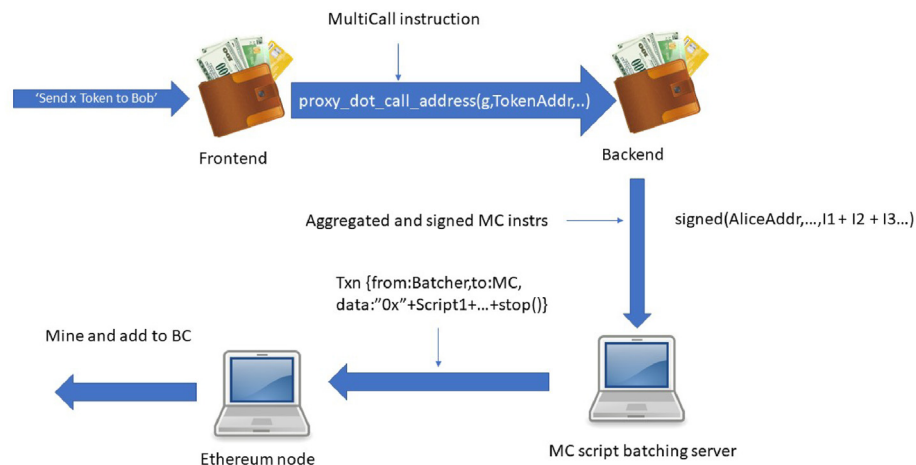 MultiCall instruction
'Send x Token to Bob'
proxy_dot_call_address(g,TokenAddr,..)
Frontend
Backend
Aggregated and signed MC instrs
signed(AliceAddr,...,I1 + I2 + I3...)
Txn {from:Batcher,to:MC,
data:"0x"+Script1+...+stop()}
Mine and add to BC
Ethereum node
MC script batching server